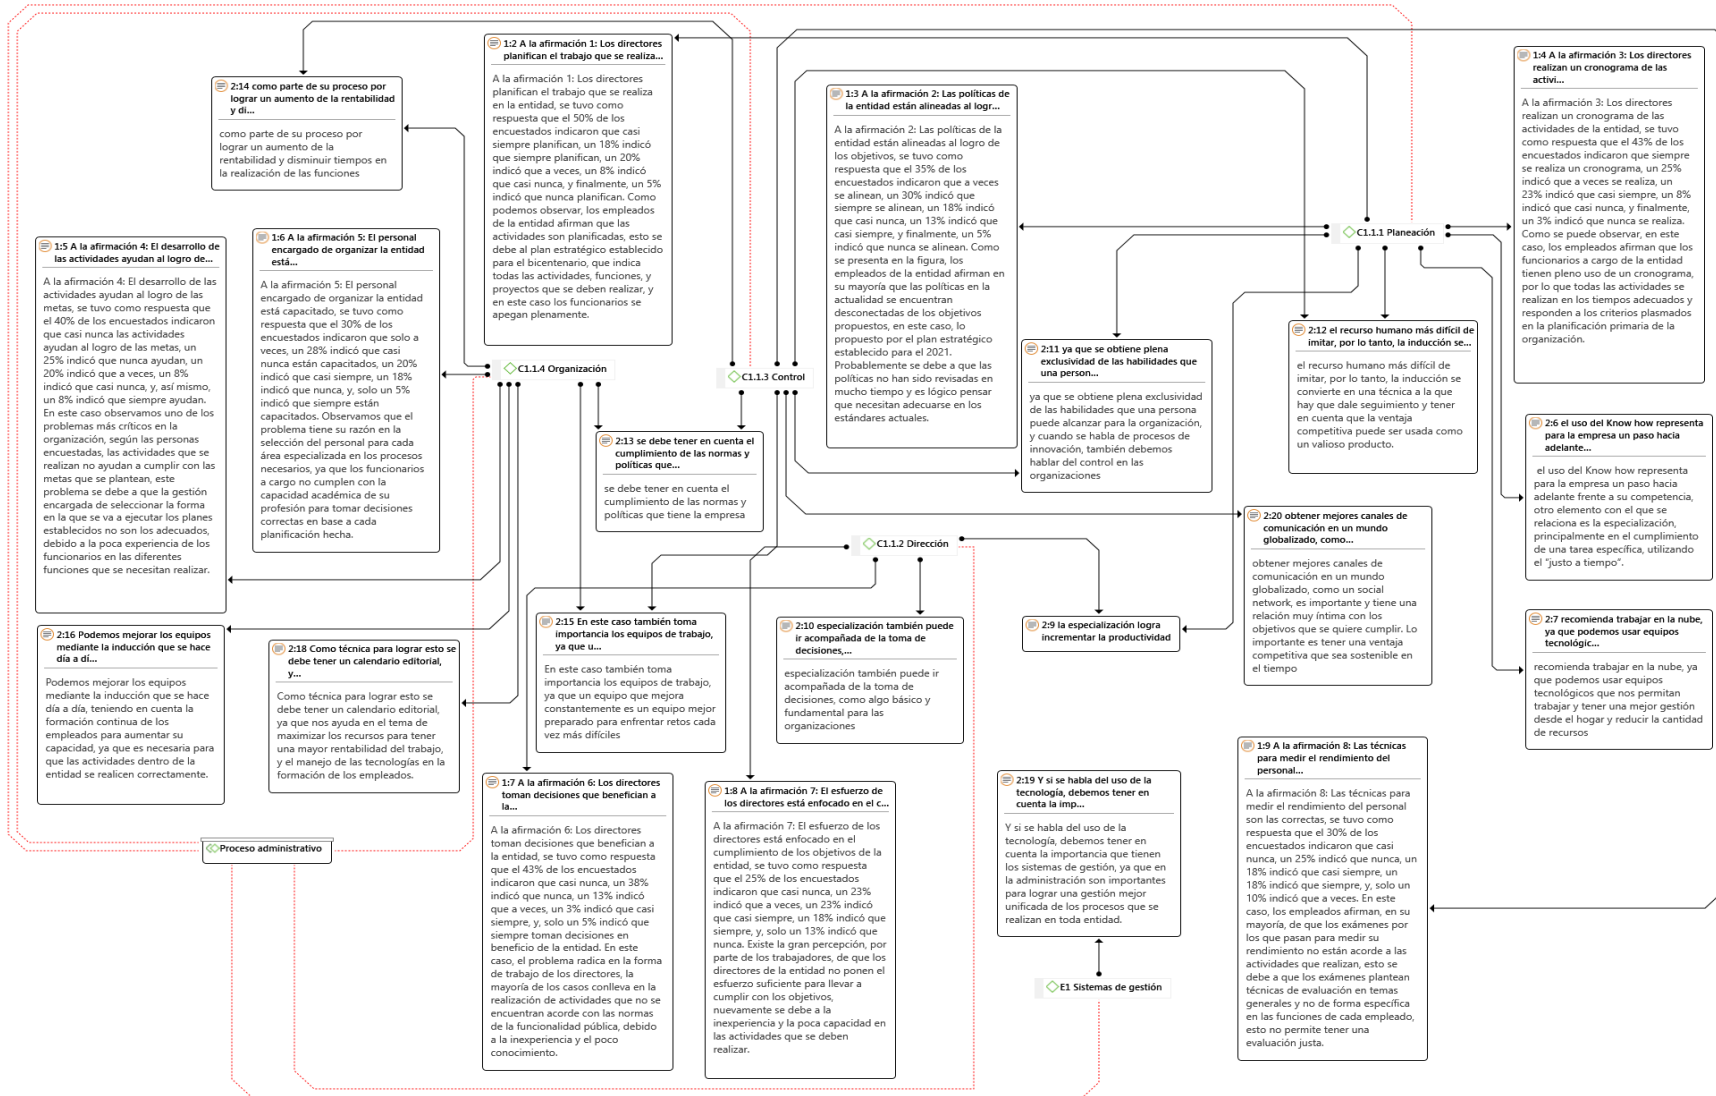 1:2 A la afirmación 1: Los directores
planifican el trabajo que se realiza...
A la afirmación 1: Los directores
planifican el trabajo que se realiza
en la entidad, se tuvo como
respuesta que el 50% de los
encuestados indicaron que casi
siempre planifican, un 18% indicó
que siempre planifican, un 20%
indicó que a veces, un 8% indicó
que casi nunca, y finalmente, un 5%
indicó que nunca planifican. Como
podemos observar, los empleados
de la entidad afirman que las
actividades son planificadas, esto se
debe al plan estratégico establecido
para el bicentenario, que indica
todas las actividades, funciones, y
proyectos que se deben realizar, y
en este caso los funcionarios se
apegan plenamente.
1:4 A la afirmación 3: Los directores
realizan un cronograma de las
activi...
A la afirmación 3: Los directores
realizan un cronograma de las
actividades de la entidad, se tuvo
como respuesta que el 43% de los
encuestados indicaron que siempre
se realiza un cronograma, un 25%
indicó que a veces se realiza, un
23% indicó que casi siempre, un 8%
indicó que casi nunca, y finalmente,
un 3% indicó que nunca se realiza.
Como se puede observar, en este
caso, los empleados afirman que los
funcionarios a cargo de la entidad
tienen pleno uso de un cronograma,
por lo que todas las actividades se
realizan en los tiempos adecuados y
responden a los criterios plasmados
en la planificación primaria de la
organización.
2:14 como parte de su proceso por
lograr un aumento de la rentabilidad
y di...
como parte de su proceso por
lograr un aumento de la
rentabilidad y disminuir tiempos en
la realización de las funciones
1:3 A la afirmación 2: Las políticas de
la entidad están alineadas al logr...
A la afirmación 2: Las políticas de la
entidad están alineadas al logro de
los objetivos, se tuvo como
respuesta que el 35% de los
encuestados indicaron que a veces
se alinean, un 30% indicó que
siempre se alinean, un 18% indicó
que casi nunca, un 13% indicó que
casi siempre, y finalmente, un 5%
indicó que nunca se alinean. Como
se presenta en la figura, los
empleados de la entidad afirman en
su mayoría que las políticas en la
actualidad se encuentran
desconectadas de los objetivos
propuestos, en este caso, lo
propuesto por el plan estratégico
establecido para el 2021.
Probablemente se debe a que las
políticas no han sido revisadas en
mucho tiempo y es lógico pensar
que necesitan adecuarse en los
estándares actuales.
C1.1.1 Planeación
1:5 A la afirmación 4: El desarrollo de
las actividades ayudan al logro de...
A la afirmación 4: El desarrollo de las
actividades ayudan al logro de las
metas, se tuvo como respuesta que
el 40% de los encuestados indicaron
que casi nunca las actividades
ayudan al logro de las metas, un
25% indicó que nunca ayudan, un
20% indicó que a veces, un 8%
indicó que casi nunca, y, así mismo,
un 8% indicó que siempre ayudan.
En este caso observamos uno de los
problemas más críticos en la
organización, según las personas
encuestadas, las actividades que se
realizan no ayudan a cumplir con las
metas que se plantean, este
problema se debe a que la gestión
encargada de seleccionar la forma
en la que se va a ejecutar los planes
establecidos no son los adecuados,
debido a la poca experiencia de los
funcionarios en las diferentes
funciones que se necesitan realizar.
1:6 A la afirmación 5: El personal
encargado de organizar la entidad
está...
A la afirmación 5: El personal
encargado de organizar la entidad
está capacitado, se tuvo como
respuesta que el 30% de los
encuestados indicaron que solo a
veces, un 28% indicó que casi
nunca están capacitados, un 20%
indicó que casi siempre, un 18%
indicó que nunca, y, solo un 5%
indicó que siempre están
capacitados. Observamos que el
problema tiene su razón en la
selección del personal para cada
área especializada en los procesos
necesarios, ya que los funcionarios
a cargo no cumplen con la
capacidad académica de su
profesión para tomar decisiones
correctas en base a cada
planificación hecha.
C1.1.4 Organización
C1.1.3 Control
2:11 ya que se obtiene plena
exclusividad de las habilidades que
una person...
ya que se obtiene plena exclusividad
de las habilidades que una persona
puede alcanzar para la organización,
y cuando se habla de procesos de
innovación, también debemos
hablar del control en las
organizaciones
2:12 el recurso humano más difícil de
imitar, por lo tanto, la inducción se...
el recurso humano más difícil de
imitar, por lo tanto, la inducción se
convierte en una técnica a la que
hay que dale seguimiento y tener
en cuenta que la ventaja
competitiva puede ser usada como
un valioso producto.
2:13 se debe tener en cuenta el
cumplimiento de las normas y
políticas que...
se debe tener en cuenta el
cumplimiento de las normas y
políticas que tiene la empresa
2:6 el uso del Know how representa
para la empresa un paso hacia
adelante...
el uso del Know how representa
para la empresa un paso hacia
adelante frente a su competencia,
otro elemento con el que se
relaciona es la especialización,
principalmente en el cumplimiento
de una tarea específica, utilizando
el "justo a tiempo".
2:20 obtener mejores canales de
comunicación en un mundo
globalizado, como...
obtener mejores canales de
comunicación en un mundo
globalizado, como un social
network, es importante y tiene una
relación muy íntima con los
objetivos que se quiere cumplir. Lo
importante es tener una ventaja
competitiva que sea sostenible en
el tiempo
C1.1.2 Dirección
2:16 Podemos mejorar los equipos
mediante la inducción que se hace
día a dí...
Podemos mejorar los equipos
mediante la inducción que se hace
día a día, teniendo en cuenta la
formación continua de los
empleados para aumentar su
capacidad, ya que es necesaria para
que las actividades dentro de la
entidad se realicen correctamente.
2:18 Como técnica para lograr esto se
debe tener un calendario editorial,
y...
Como técnica para lograr esto se
debe tener un calendario editorial,
ya que nos ayuda en el tema de
maximizar los recursos para tener
una mayor rentabilidad del trabajo,
y el manejo de las tecnologías en la
formación de los empleados.
2:15 En este caso también toma
importancia los equipos de trabajo,
ya que u...
En este caso también toma
importancia los equipos de trabajo,
ya que un equipo que mejora
constantemente es un equipo mejor
preparado para enfrentar retos cada
vez más difíciles
2:10 especialización también puede
ir acompañada de la toma de
decisiones,...
especialización también puede ir
acompañada de la toma de
decisiones, como algo básico y
fundamental para las
organizaciones
2:9 la especialización logra
incrementar la productividad
2:7 recomienda trabajar en la nube,
ya que podemos usar equipos
tecnológic...
recomienda trabajar en la nube, ya
que podemos usar equipos
tecnológicos que nos permitan
trabajar y tener una mejor gestión
desde el hogar y reducir la cantidad
de recursos
1:7 A la afirmación 6: Los directores
toman decisiones que benefician a
la...
A la afirmación 6: Los directores
toman decisiones que benefician a
la entidad, se tuvo como respuesta
que el 43% de los encuestados
indicaron que casi nunca, un 38%
indicó que nunca, un 13% indicó
que a veces, un 3% indicó que casi
siempre, y, solo un 5% indicó que
siempre toman decisiones en
beneficio de la entidad. En este
caso, el problema radica en la forma
de trabajo de los directores, la
mayoría de los casos conlleva en la
realización de actividades que no se
encuentran acorde con las normas
de la funcionalidad pública, debido
a la inexperiencia y el poco
conocimiento.
1:8 A la afirmación 7: El esfuerzo de
los directores está enfocado en el c...
A la afirmación 7: El esfuerzo de los
directores está enfocado en el
cumplimiento de los objetivos de la
entidad, se tuvo como respuesta
que el 25% de los encuestados
indicaron que casi nunca, un 23%
indicó que a veces, un 23% indicó
que casi siempre, un 18% indicó que
siempre, y, solo un 13% indicó que
nunca. Existe la gran percepción, por
parte de los trabajadores, de que los
directores de la entidad no ponen el
esfuerzo suficiente para llevar a
cumplir con los objetivos,
nuevamente se debe a la
inexperiencia y la poca capacidad en
las actividades que se deben
realizar.
2:19 Y si se habla del uso de la
tecnología, debemos tener en
cuenta la imp...
Y si se habla del uso de la
tecnología, debemos tener en
cuenta la importancia que tienen
los sistemas de gestión, ya que en
la administración son importantes
para lograr una gestión mejor
unificada de los procesos que se
realizan en toda entidad.
1:9 A la afirmación 8: Las técnicas
para medir el rendimiento del
personal...
A la afirmación 8: Las técnicas para
medir el rendimiento del personal
son las correctas, se tuvo como
respuesta que el 30% de los
encuestados indicaron que casi
nunca, un 25% indicó que nunca, un
18% indicó que casi siempre, un
18% indicó que siempre, y, solo un
10% indicó que a veces. En este
caso, los empleados afirman, en su
mayoría, de que los exámenes por
los que pasan para medir su
rendimiento no están acorde a las
actividades que realizan, esto se
debe a que los exámenes plantean
técnicas de evaluación en temas
generales y no de forma específica
en las funciones de cada empleado,
esto no permite tener una
evaluación justa.
Proceso administrativo
E1 Sistemas de gestión